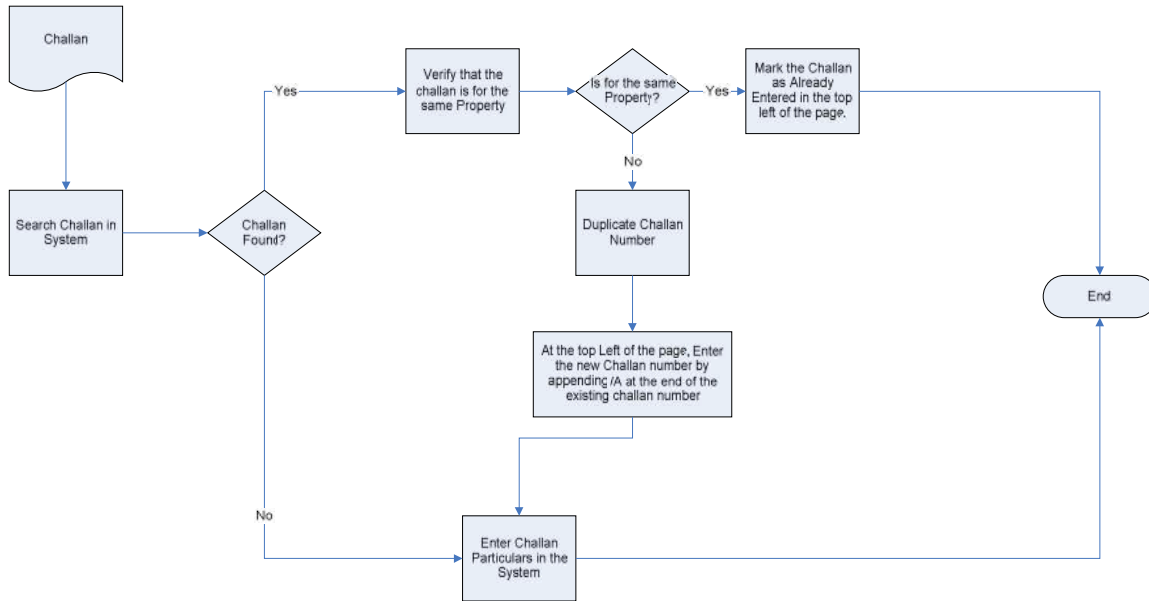 Challan
Search Challan in
System
Challan
Found?
Yes
Verify that the
challan is for the
same Property
Is for the same
Property?
Yes
Mark the Challan
as Already
Entered in the top
left of the page.
No
Duplicate Challan
Number
At the top Left of the page, Enter
the new Challan number by
appending /A at the end of the
existing challan number
No
Enter Challan
Particulars in the
System
End